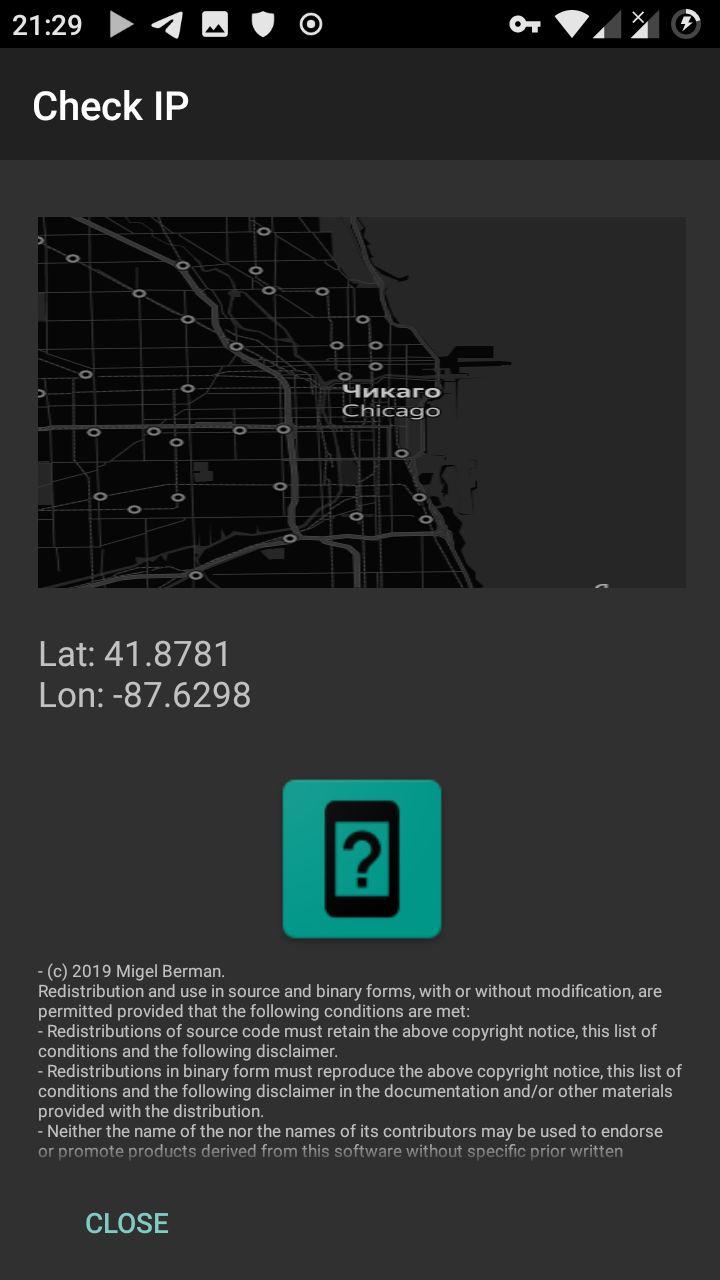 21:29
Check IP
Чикаго
Chicago
Lat: 41.8781
Lon: -87.6298
?
- (c) 2019 Migel Berman.
Redistribution and use in source and binary forms, with or without modification, are
permitted provided that the following conditions are met:
- Redistributions of source code must retain the above copyright notice, this list of
conditions and the following disclaimer.
- Redistributions in binary form must reproduce the above copyright notice, this list of
conditions and the following disclaimer in the documentation and/or other materials
provided with the distribution.
- Neither the name of the nor the names of its contributors may be used to endorse
or promote products derived from this software without specific prior written
CLOSE